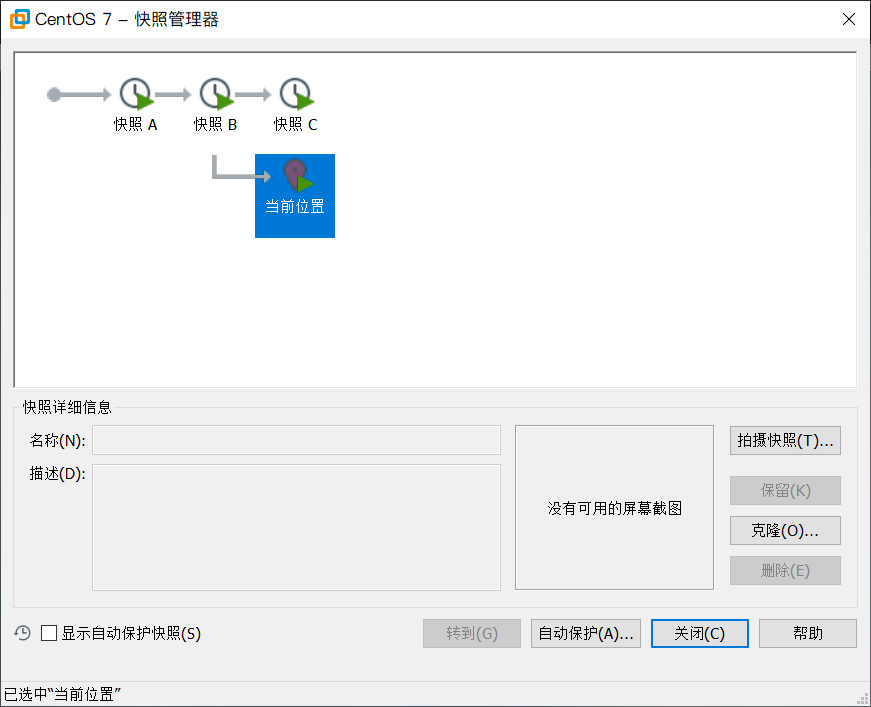 CentOS 7 – 快照管理器
快照 A
快照 B
快照 C
当前位置
快照详细信息
名称(N):
描述(D):
没有可用的屏幕截图
拍摄快照(T)...
保留(K)
克隆(O)...
删除(E)
显示自动保护快照(S)
转到(G)
自动保护(A)...
关闭(C)
帮助
已选中“当前位置”